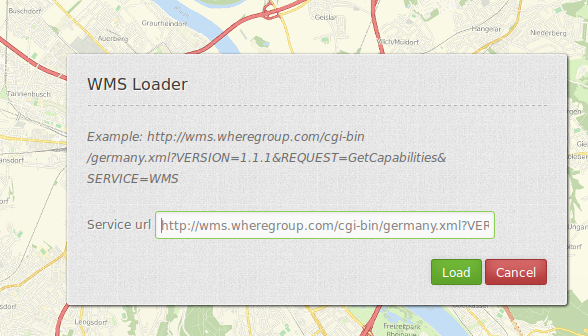 Buschdorf
Grautheindorf
Geislar
Hangelar
Niederberg
Vilich/Müldorf
Tannenbusch
WMS Loader
Example: http://wms.wheregroup.com/cgi-bin
/germany.xml?VERSION=1.1.1&REQUEST=GetCapabilities&
SERVICE=WMS
Service url
http://wms.wheregroup.com/cgi-bin/germany.xml?VER
Load
Cancel
Lengsdorf
Freizeitpark
Rheinaue